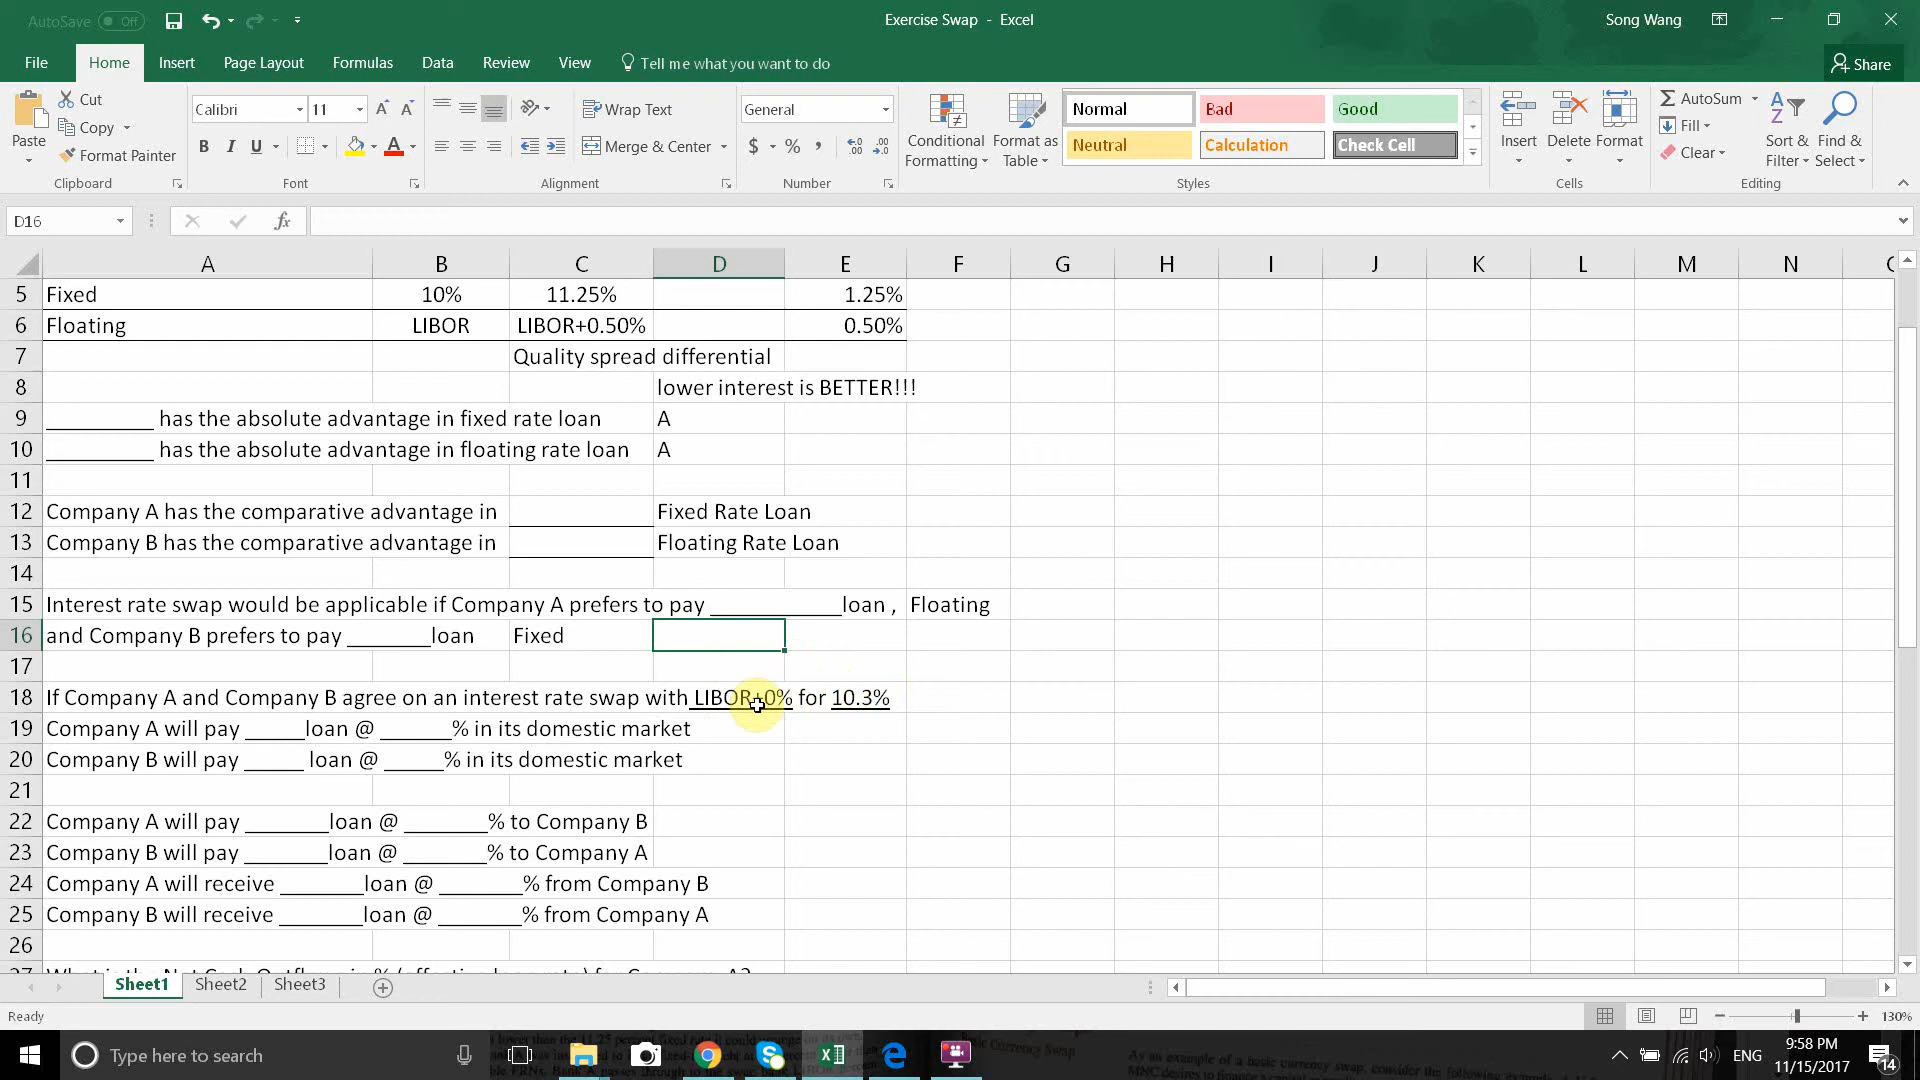 AutoSave Off
Exercise Swap - Excel
Song Wang
File Home Insert Page Layout Formulas Data Review View Tell me what you want to do
Share
Paste
Cut
Copy
Format Painter
Clipboard
Calibri 11
B I U
Font
Wrap Text
Merge & Center
Alignment
General
$ % ,
Number
Conditional Formatting
Format as Table
Normal Bad Good
Neutral Calculation Check Cell
Styles
Insert Delete Format
Cells
AutoSum
Fill
Clear
Sort & Filter
Find & Select
Editing
D16
fx
A B C D E F G H I J K L M N
5 Fixed 10% 11.25% 1.25%
6 Floating LIBOR LIBOR+0.50% 0.50%
7 Quality spread differential
8 lower interest is BETTER!!!
9 _________ has the absolute advantage in fixed rate loan A
10 _________ has the absolute advantage in floating rate loan A
11
12 Company A has the comparative advantage in Fixed Rate Loan
13 Company B has the comparative advantage in Floating Rate Loan
14
15 Interest rate swap would be applicable if Company A prefers to pay ___________loan , Floating
16 and Company B prefers to pay _______loan Fixed
17
18 If Company A and Company B agree on an interest rate swap with LIBOR+0% for 10.3%
19 Company A will pay _____loan @ ______% in its domestic market
20 Company B will pay _____ loan @ _____% in its domestic market
21
22 Company A will pay _______loan @ _______% to Company B
23 Company B will pay _______loan @ _______% to Company A
24 Company A will receive _______loan @ _______% from Company B
25 Company B will receive _______loan @ _______% from Company A
26
Sheet1 Sheet2 Sheet3
Ready
130%
Type here to search
ENG
9:58 PM
11/15/2017
14